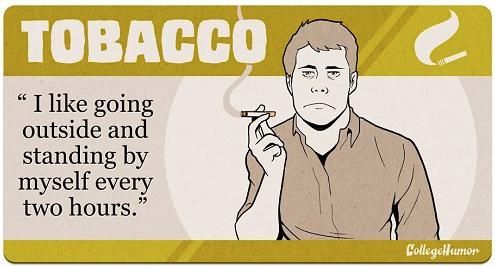 TOBACCO
“ I like going
outside and
standing by
myself every
two hours.”
CollegeHumor